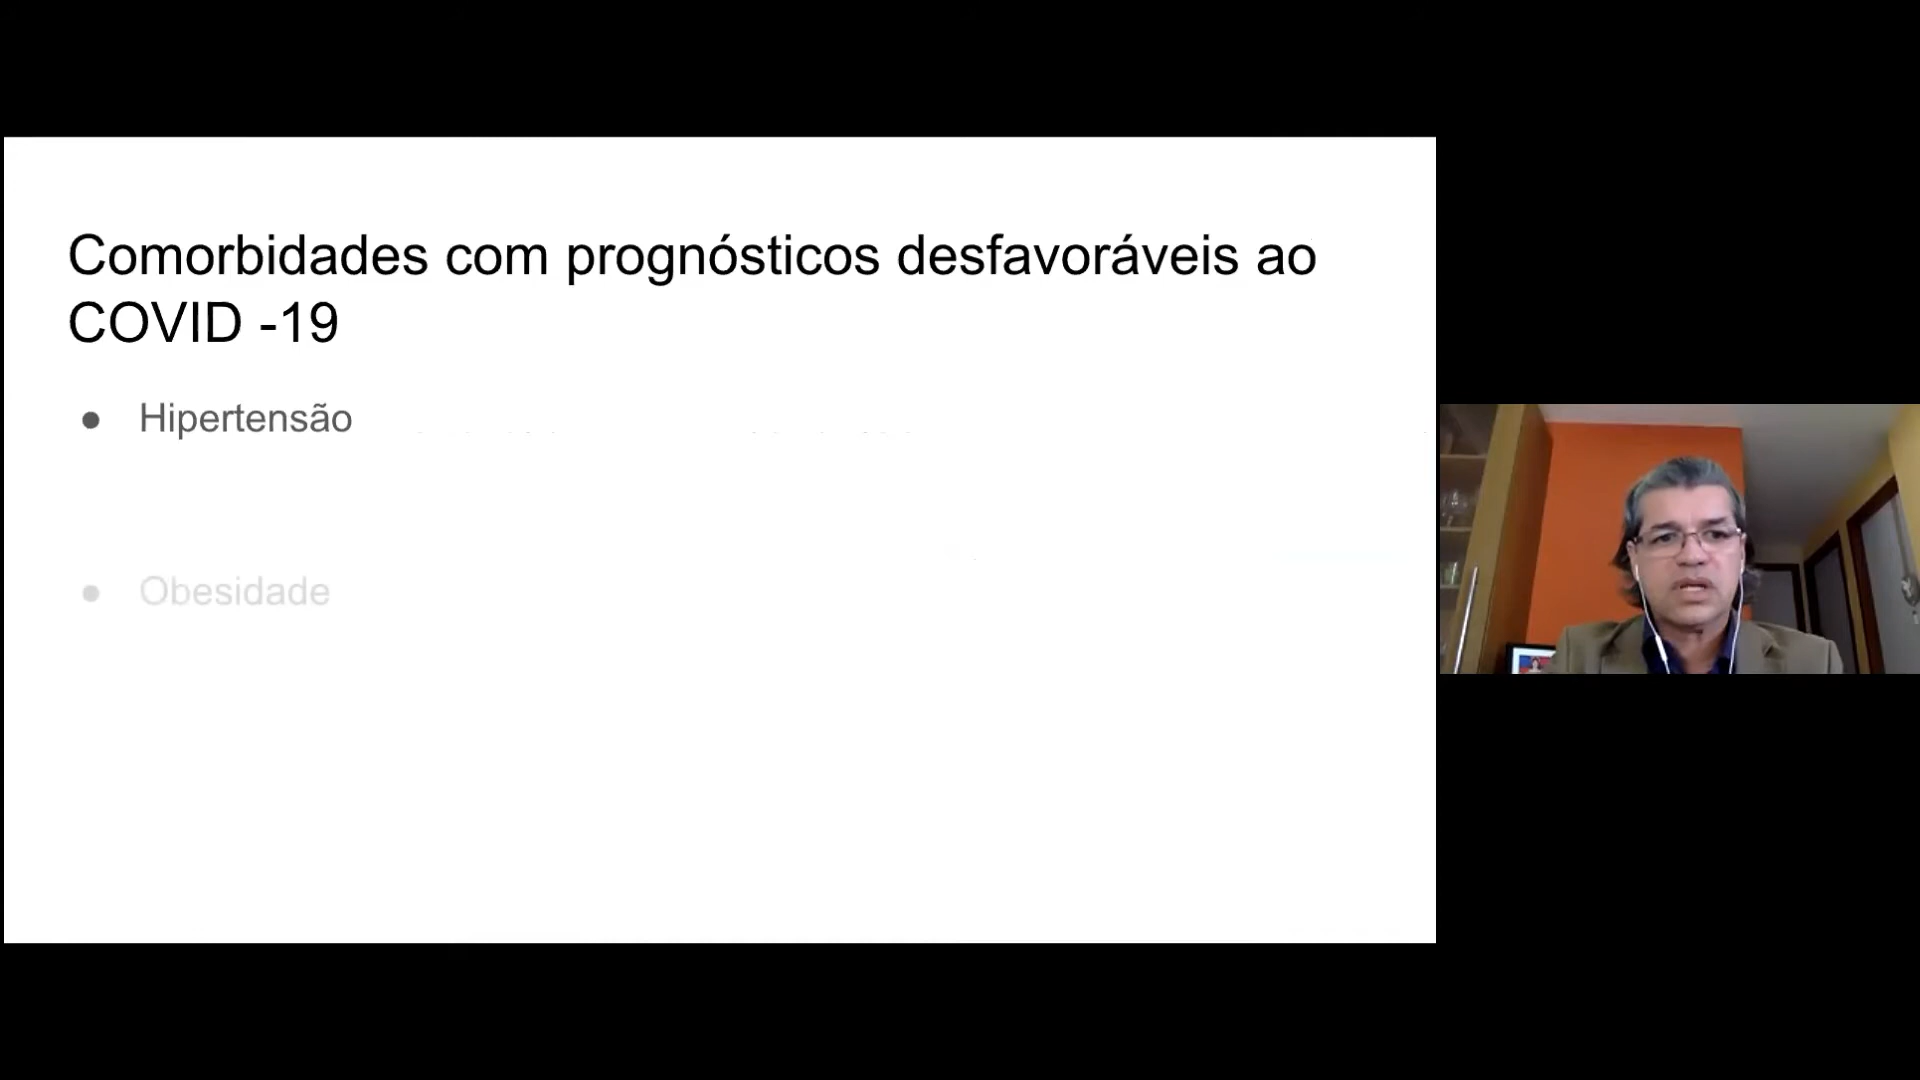 Comorbidades com prognósticos desfavoráveis ao
COVID -19
● Hipertensão
● Obesidade